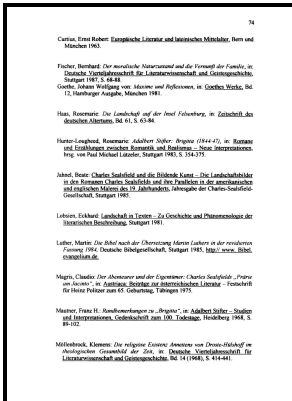 74
Curtius, Ernst Robert: Europäische Literatur und lateinisches Mittelalter, Bern und
München 1963.
Fischer, Bernhard: Der moralische Naturzustand und die Vernunft der Familie, in:
Deutsche Vierteljahresschrift für Literaturwissenschaft und Geistesgeschichte,
Stuttgart 1987, S. 68-88.
Goethe, Johann Wolfgang von: Maxime und Reflexionen, in: Goethes Werke, Bd.
12, Hamburger Ausgabe, München 1981.
Haas, Rosemarie: Die Landschaft auf der Insel Felsenburg, in: Zeitschrift des
deutschen Altertums, Bd. 61, S. 63-84.
Hunter-Lougheed, Rosemarie: Adalbert Stifter: Brigitta (1844/47), in: Romane
und Erzählungen zwischen Romantik und Realismus – Neue Interpretationen,
hrsg. von Paul Michael Lützeler, Stuttgart 1983, S. 354-375.
Jahnel, Beate: Charles Sealsfield und die Bildende Kunst – Die Landschaftsbilder
in den Romanen Charles Sealsfields und ihre Parallelen in der amerikanischen
und englischen Malerei des 19. Jahrhunderts, Jahresgabe der Charles-Sealsfield-
Gesellschaft, Stuttgart 1985.
Lobsien, Eckhard: Landschaft in Texten – Zu Geschichte und Phänomenologie der
literarischen Beschreibung, Stuttgart 1981.
Luther, Martin: Die Bibel nach der Übersetzung Martin Luthers in der revidierten
Fassung 1984, Deutsche Bibelgesellschaft, Stuttgart 1985, http:// www. Bibel.
evangelium.de.
Magris, Claudio: Der Abenteurer und der Eigentümer: Charles Sealsfields „Prärie
am Jacinto“, in: Austriaca: Beiträge zur österreichischen Literatur – Festschrift
für Heinz Politzer zum 65. Geburtstag, Tübingen 1975.
Mautner, Franz H.: Randbemerkungen zu „Brigitta“, in: Adalbert Stifter – Studien
und Interpretationen, Gedenkschrift zum 100. Todestage, Heidelberg 1968, S.
89-102.
Möllenbrock, Klemens: Die religiöse Existenz Annettens von Droste-Hülshoff im
theologischen Gesamtbild der Zeit, in: Deutsche Vierteljahresschrift für
Literaturwissenschaft und Geistesgeschichte, Bd. 14 (1968), S. 414-441.